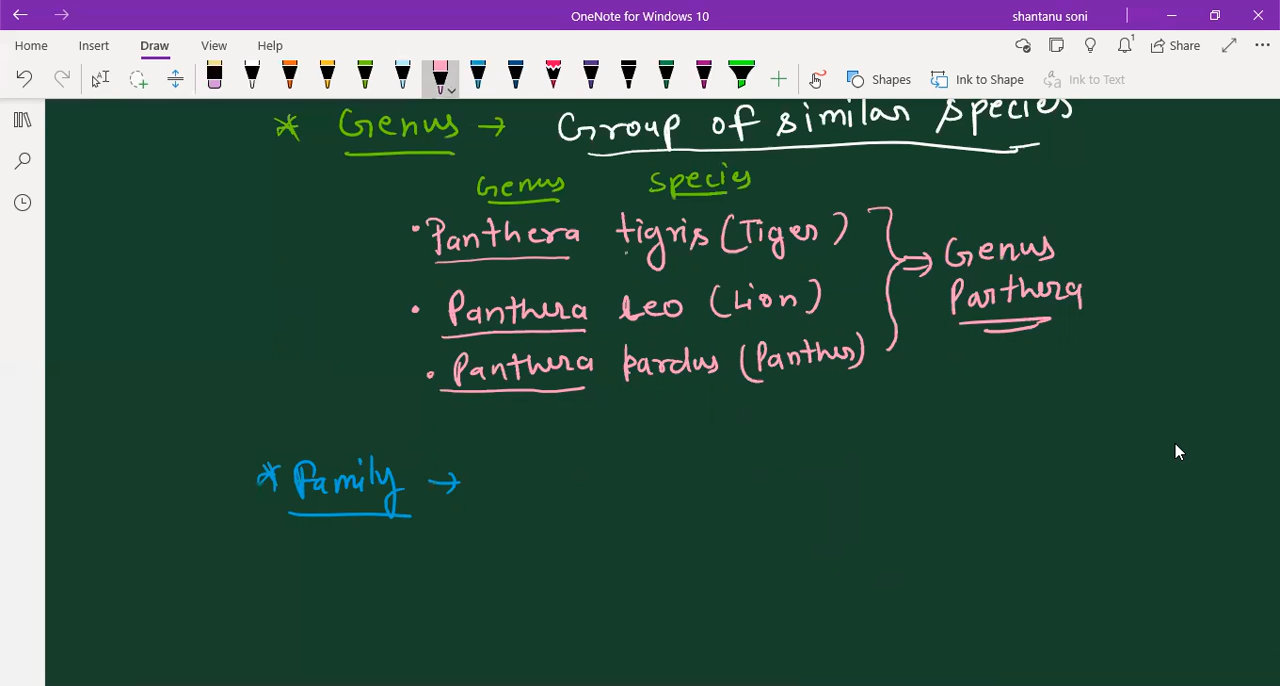 OneNote for Windows 10
shantanu soni
Home Insert Draw View Help
Share
Shapes Ink to Shape Ink to Text
* Genus → Group of similar species
Genus Species
• Panthera tigris (Tiger)
• Panthera leo (Lion)
• Panthera pardus (Panther)
⇒ Genus
Panthera
* Family →